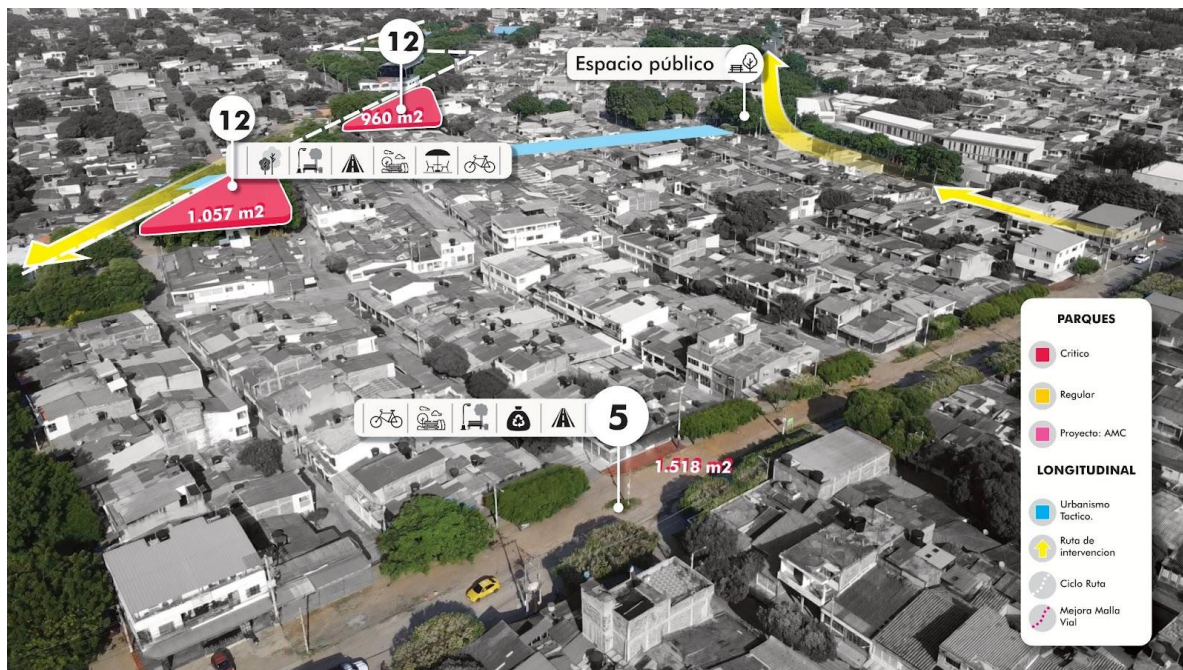 12
Espacio público
960 m2
12
1.057 m2
5
1.518 m2
PARQUES
Critico
Regular
Proyecto: AMC
LONGITUDINAL
Urbanismo
Tactico.
Ruta de
intervencion
Ciclo Ruta
Mejora Malla
Vial